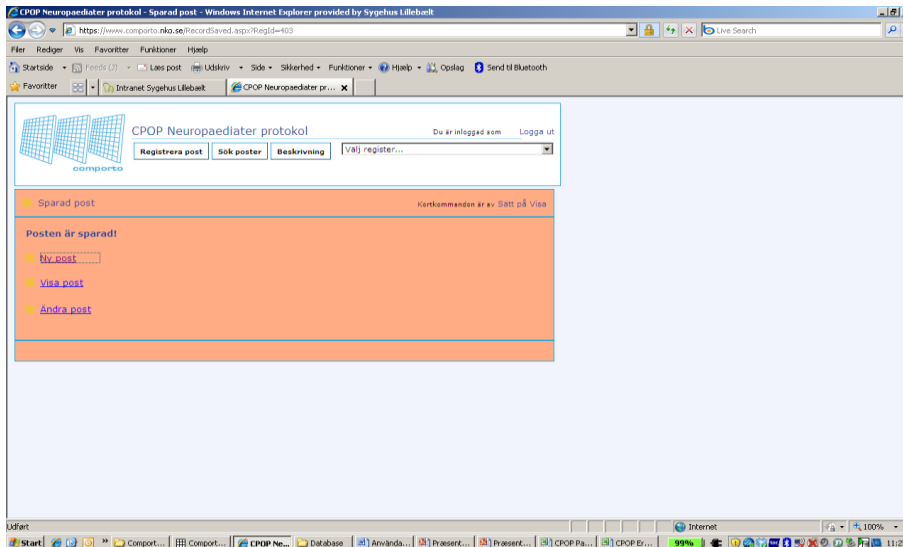 CPOP Neuropaediater protokol - Sparad post - Windows Internet Explorer provided by Sygehus Lillebælt
https://www.comporto.nko.se/RecordSaved.aspx?RegId=403
Live Search
Filer Rediger Vis Favoritter Funktioner Hjælp
Startside Feeds (J) Læs post Udskriv Side Sikkerhed Funktioner Hjælp Opslag Send til Bluetooth
Favoritter Intranet Sygehus Lillebælt CPOP Neuropaediater pr...
CPOP Neuropaediater protokol Du är inloggad som Logga ut
Registrera post Sök poster Beskrivning Välj register...
comporto
Sparad post Kortkommandon är av Sätt på Visa
Posten är sparad!
Ny post
Visa post
Ändra post
Udført Internet 100%
Start Comport... Comport... CPOP Ne... Database Använda... Præsent... Præsent... CPOP Pa... CPOP Er... 99%